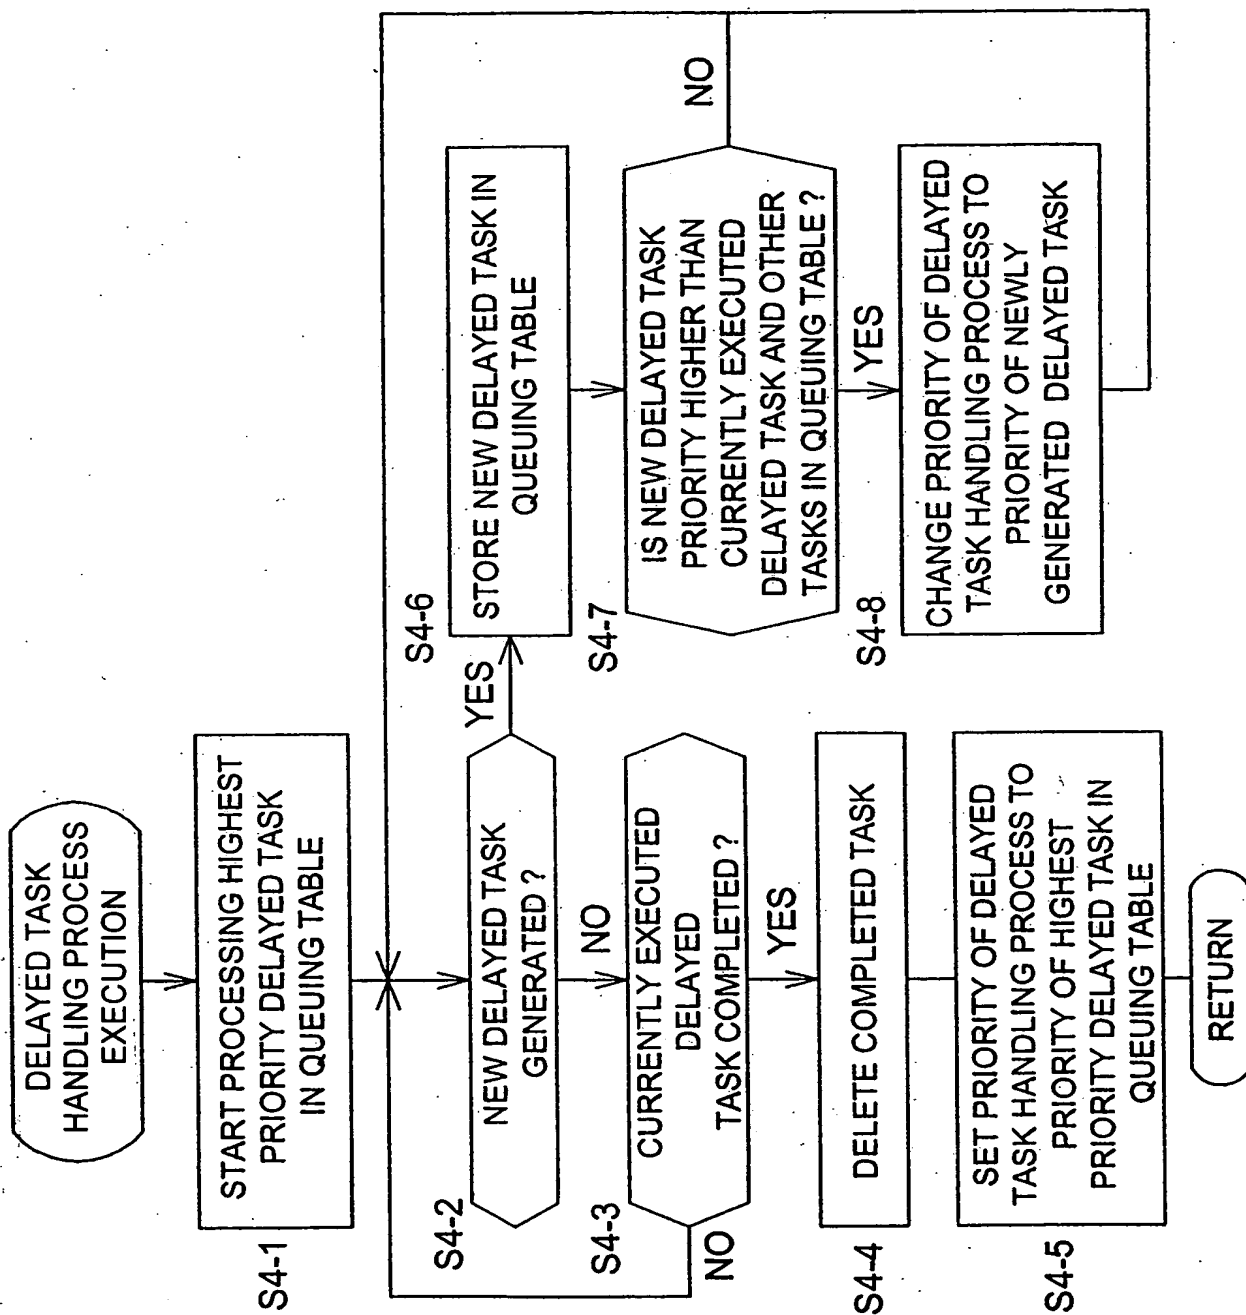 DELAYED TASK
HANDLING PROCESS
EXECUTION
S4-1
START PROCESSING HIGHEST
PRIORITY DELAYED TASK
IN QUEUING TABLE
S4-2
NEW DELAYED TASK
GENERATED ?
YES
NO
S4-3
CURRENTLY EXECUTED
DELAYED
TASK COMPLETED ?
NO
YES
S4-4
DELETE COMPLETED TASK
S4-5
SET PRIORITY OF DELAYED
TASK HANDLING PROCESS TO
PRIORITY OF HIGHEST
PRIORITY DELAYED TASK IN
QUEUING TABLE
RETURN
S4-6
STORE NEW DELAYED TASK IN
QUEUING TABLE
S4-7
IS NEW DELAYED TASK
PRIORITY HIGHER THAN
CURRENTLY EXECUTED
DELAYED TASK AND OTHER
TASKS IN QUEUING TABLE ?
NO
YES
S4-8
CHANGE PRIORITY OF DELAYED
TASK HANDLING PROCESS TO
PRIORITY OF NEWLY
GENERATED DELAYED TASK